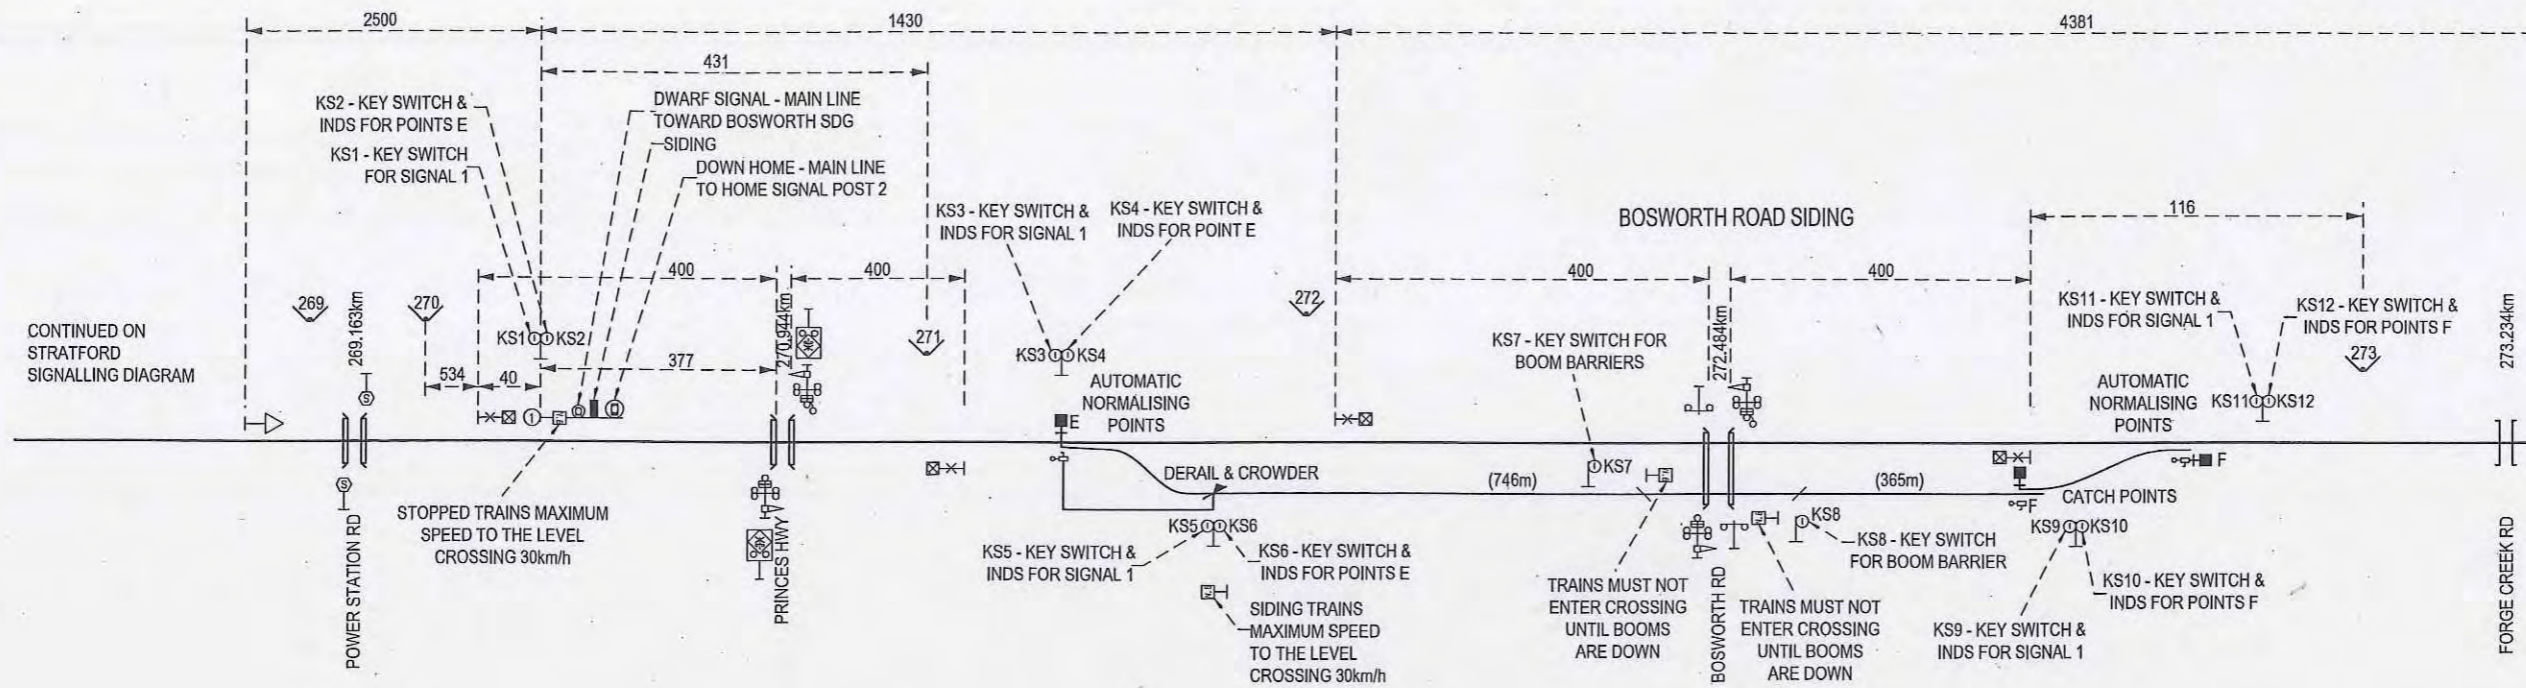 2500
1430
4381
431
KS2 - KEY SWITCH &
INDS FOR POINTS E
KS1 - KEY SWITCH
FOR SIGNAL 1
DWARF SIGNAL - MAIN LINE
TOWARD BOSWORTH SDG
SIDING
DOWN HOME - MAIN LINE
TO HOME SIGNAL POST 2
KS3 - KEY SWITCH &
INDS FOR SIGNAL 1
KS4 - KEY SWITCH &
INDS FOR POINT E
BOSWORTH ROAD SIDING
116
400
400
400
400
KS11 - KEY SWITCH &
INDS FOR SIGNAL 1
KS12 - KEY SWITCH &
INDS FOR POINTS F
269
270
271
272
273
269.163km
270.944km
272.484km
273.234km
CONTINUED ON
STRATFORD
SIGNALLING DIAGRAM
KS1
KS2
KS3
KS4
534
40
377
KS7 - KEY SWITCH FOR
BOOM BARRIERS
AUTOMATIC
NORMALISING
POINTS
AUTOMATIC
NORMALISING
POINTS
KS11
KS12
S
1
E
DERAIL & CROWDER
(746m)
KS7
(365m)
F
CATCH POINTS
F
S
STOPPED TRAINS MAXIMUM
SPEED TO THE LEVEL
CROSSING 30km/h
POWER STATION RD
PRINCES HWY
KS5
KS6
KS5 - KEY SWITCH &
INDS FOR SIGNAL 1
KS6 - KEY SWITCH &
INDS FOR POINTS E
SIDING TRAINS
MAXIMUM SPEED
TO THE LEVEL
CROSSING 30km/h
TRAINS MUST NOT
ENTER CROSSING
UNTIL BOOMS
ARE DOWN
BOSWORTH RD
KS8
KS8 - KEY SWITCH
FOR BOOM BARRIER
TRAINS MUST NOT
ENTER CROSSING
UNTIL BOOMS
ARE DOWN
KS9
KS10
KS9 - KEY SWITCH &
INDS FOR SIGNAL 1
KS10 - KEY SWITCH &
INDS FOR POINTS F
FORGE CREEK RD